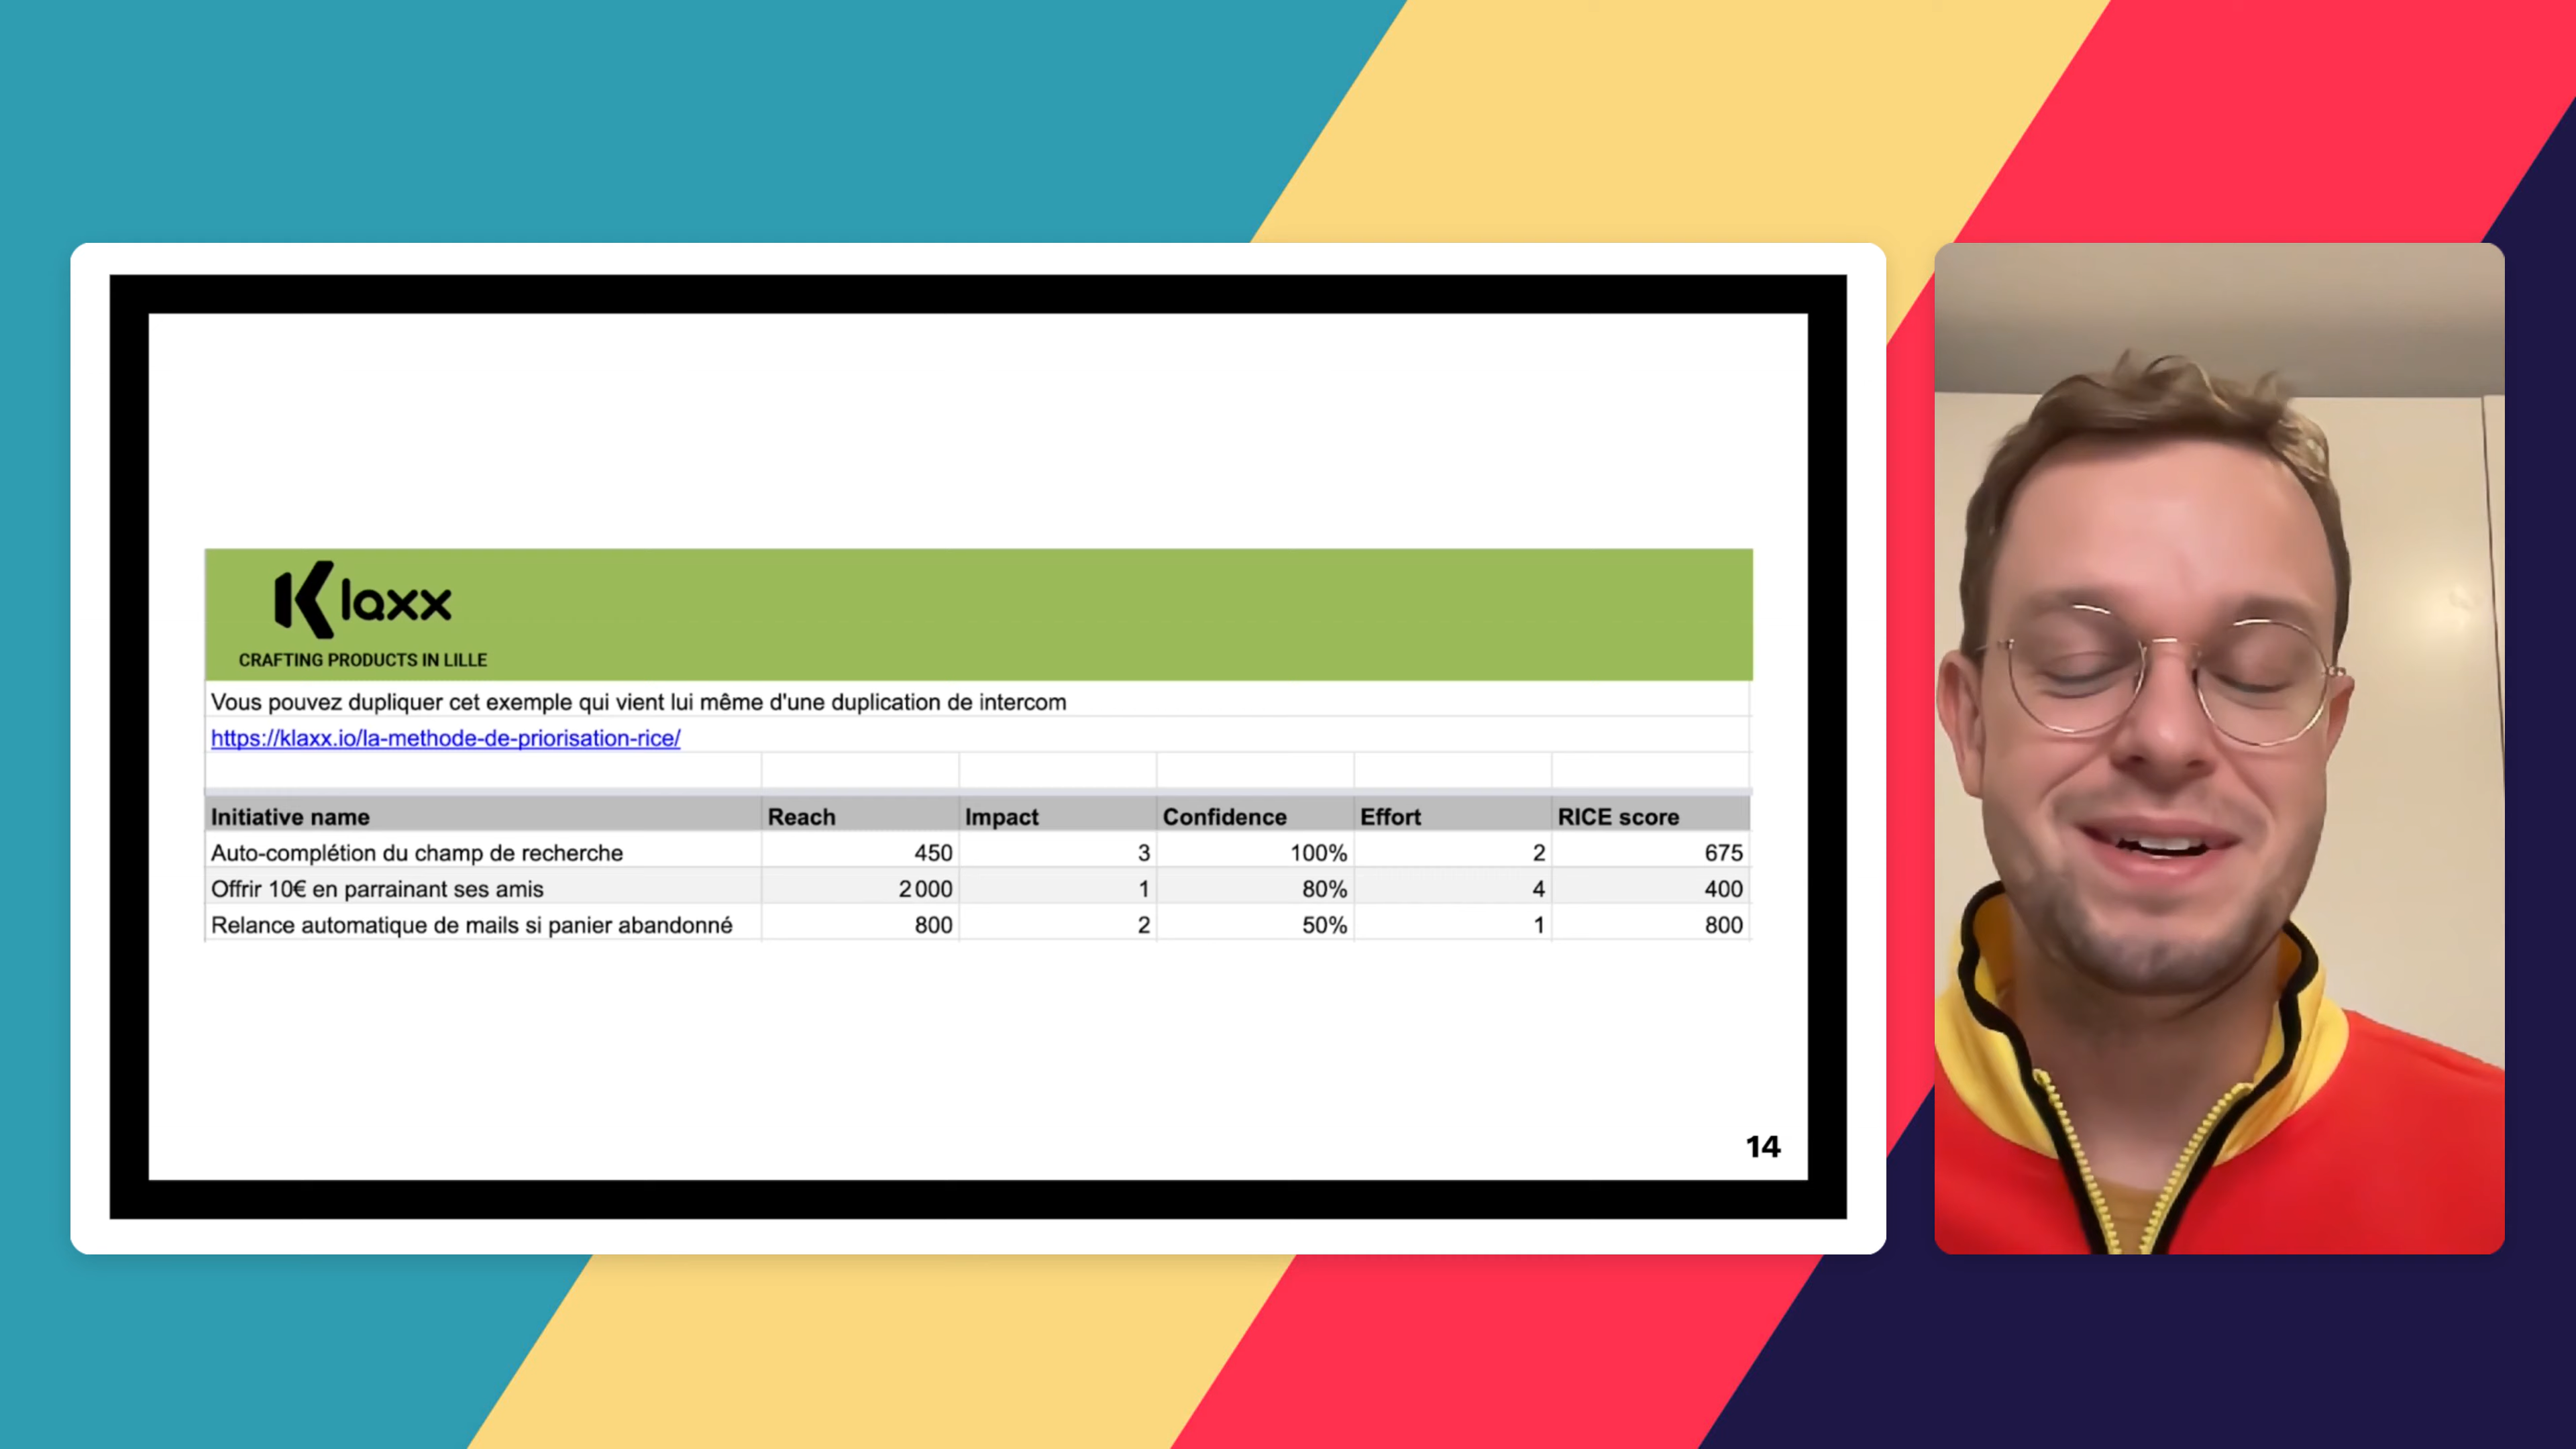 Klaxx
CRAFTING PRODUCTS IN LILLE
Vous pouvez dupliquer cet exemple qui vient lui même d'une duplication de intercom
https://klaxx.io/la-methode-de-priorisation-rice/
Initiative name Reach Impact Confidence Effort RICE score
Auto-complétion du champ de recherche 450 3 100% 2 675
Offrir 10€ en parrainant ses amis 2 000 1 80% 4 400
Relance automatique de mails si panier abandonné 800 2 50% 1 800
14